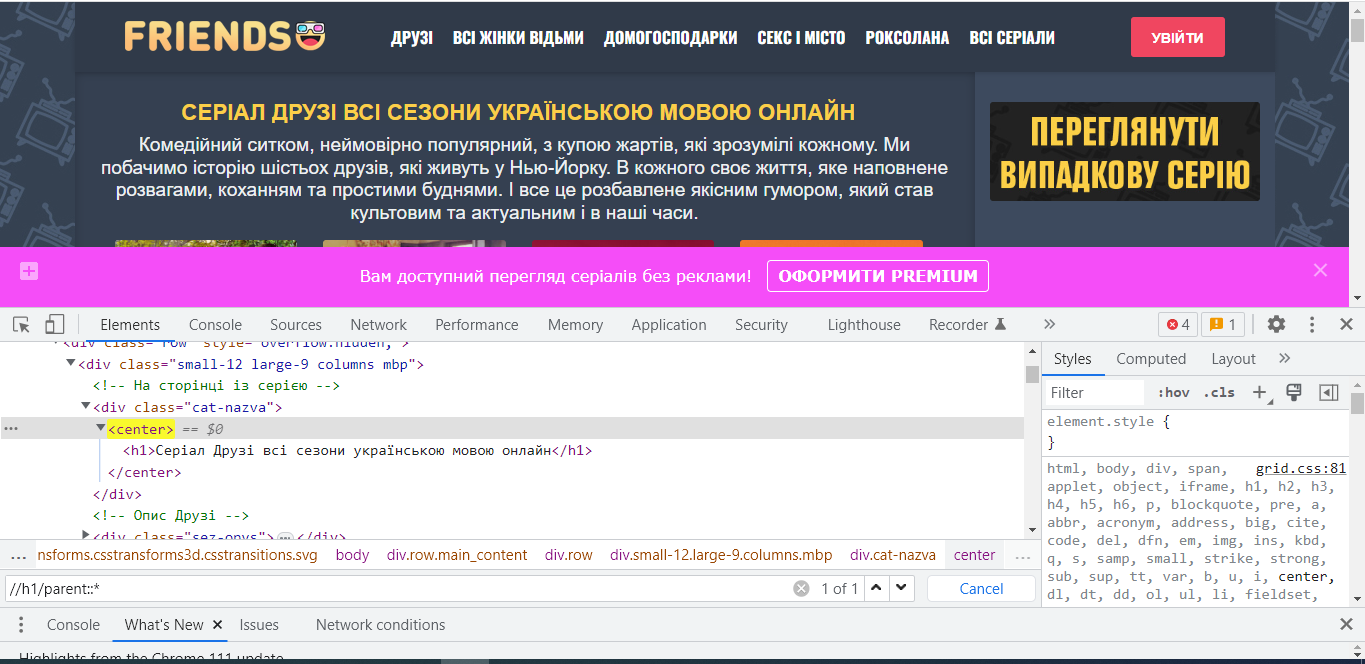 FRIENDS
ДРУЗІ ВСІ ЖІНКИ ВІДЬМИ ДОМОГОСПОДАРКИ СЕКС І МІСТО РОКСОЛАНА ВСІ СЕРІАЛИ
УВІЙТИ
СЕРІАЛ ДРУЗІ ВСІ СЕЗОНИ УКРАЇНСЬКОЮ МОВОЮ ОНЛАЙН
Комедійний ситком, неймовірно популярний, з купою жартів, які зрозумілі кожному. Ми
побачимо історію шістьох друзів, які живуть у Нью-Йорку. В кожного своє життя, яке наповнене
розвагами, коханням та простими буднями. І все це розбавлене якісним гумором, який став
культовим та актуальним і в наші часи.
ПЕРЕГЛЯНУТИ
ВИПАДКОВУ СЕРІЮ
Вам доступний перегляд серіалів без реклами! ОФОРМИТИ PREMIUM
Elements Console Sources Network Performance Memory Application Security Lighthouse Recorder
4 1
<div class="row" style="overflow:hidden;">
<div class="small-12 large-9 columns mbp">
<!-- На сторінці із серією -->
<div class="cat-nazva">
... <center> == $0
<h1>Серіал Друзі всі сезони українською мовою онлайн</h1>
</center>
</div>
<!-- Опис Друзі -->
<div class="sez-opys">…</div>
... nsforms.csstransforms3d.csstransitions.svg body div.row.main_content div.row div.small-12.large-9.columns.mbp div.cat-nazva center ...
//h1/parent::* 1 of 1 Cancel
Styles Computed Layout
Filter :hov .cls
element.style {
}
html, body, div, span, grid.css:81
applet, object, iframe, h1, h2, h3,
h4, h5, h6, p, blockquote, pre, a,
abbr, acronym, address, big, cite,
code, del, dfn, em, img, ins, kbd,
q, s, samp, small, strike, strong,
sub, sup, tt, var, b, u, i, center,
dl, dt, dd, ol, ul, li, fieldset,
Console What's New Issues Network conditions
Highlights from the Chrome 111 update